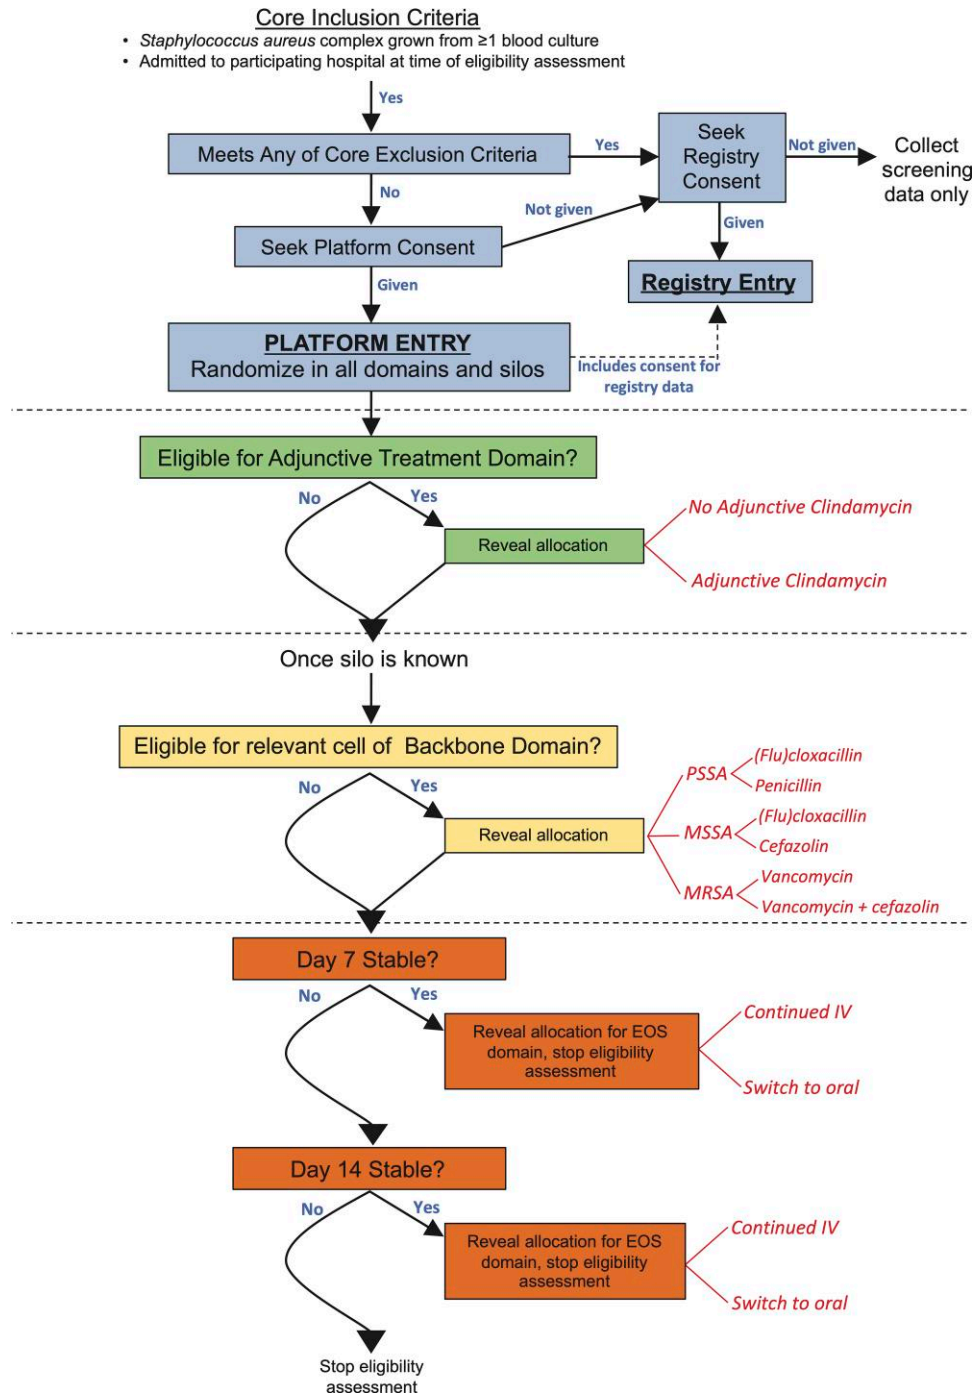 Core Inclusion Criteria
• Staphylococcus aureus complex grown from ≥1 blood culture
• Admitted to participating hospital at time of eligibility assessment
Yes
Meets Any of Core Exclusion Criteria
Yes
Seek
Registry
Consent
Not given
Collect
screening
data only
No
Not given
Given
Seek Platform Consent
Given
Registry Entry
PLATFORM ENTRY
Randomize in all domains and silos
Includes consent for
registry data
Eligible for Adjunctive Treatment Domain?
No
Yes
Reveal allocation
No Adjunctive Clindamycin
Adjunctive Clindamycin
Once silo is known
Eligible for relevant cell of Backbone Domain?
No
Yes
Reveal allocation
PSSA
(Flu)cloxacillin
Penicillin
MSSA
(Flu)cloxacillin
Cefazolin
MRSA
Vancomycin
Vancomycin + cefazolin
Day 7 Stable?
No
Yes
Reveal allocation for EOS
domain, stop eligibility
assessment
Continued IV
Switch to oral
Day 14 Stable?
No
Yes
Reveal allocation for EOS
domain, stop eligibility
assessment
Continued IV
Switch to oral
Stop eligibility
assessment